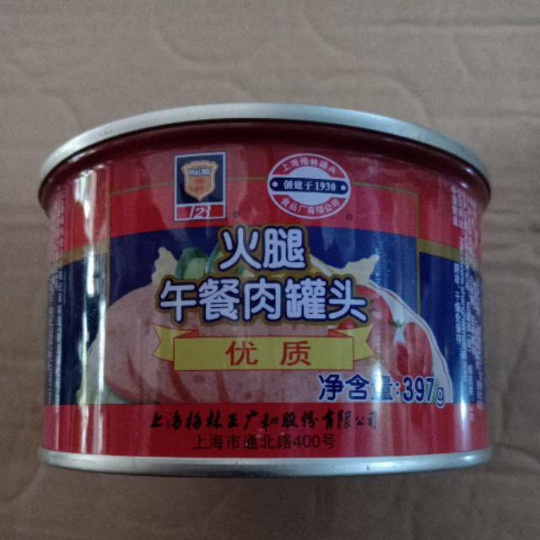 MALING
B2
上海梅林罐头
创建于1930
食品厂有限公司
火腿
午餐肉罐头
优质
净含量:397g
上海梅林正广和股份有限公司
上海市通北路400号